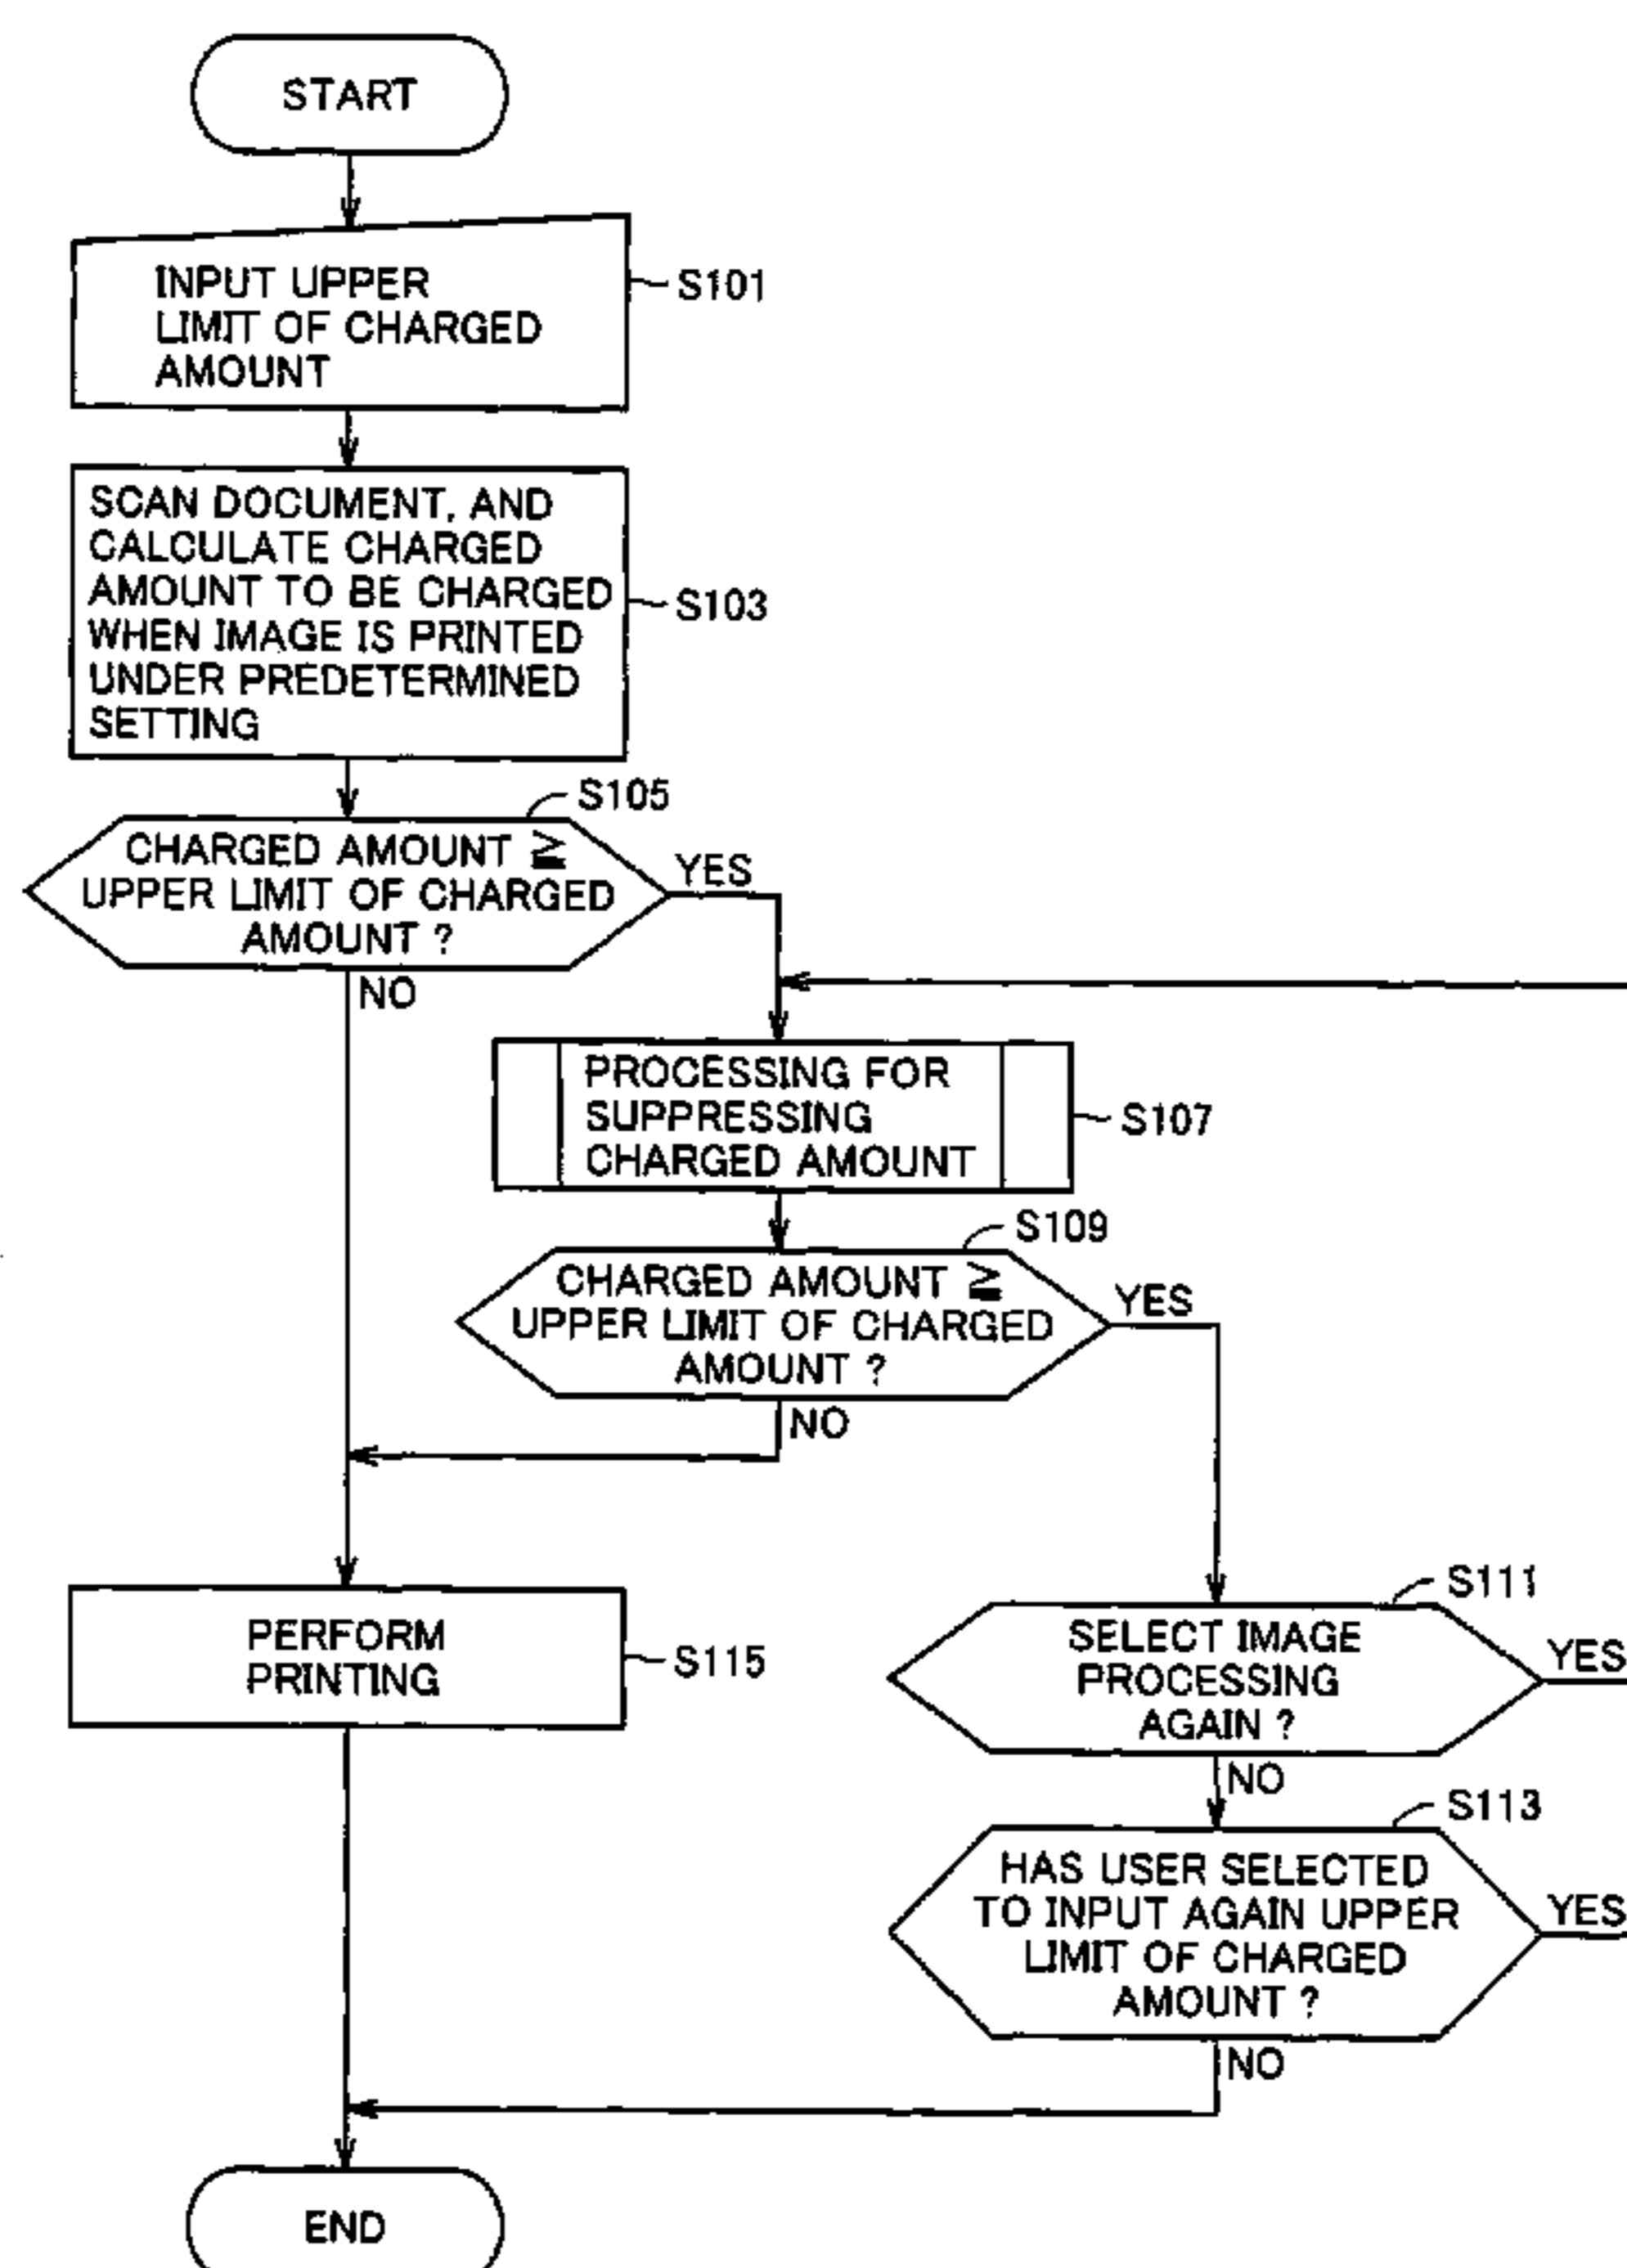 START
INPUT UPPER
LIMIT OF CHARGED
AMOUNT
S101
SCAN DOCUMENT, AND
CALCULATE CHARGED
AMOUNT TO BE CHARGED
WHEN IMAGE IS PRINTED
UNDER PREDETERMINED
SETTING
S103
S105
CHARGED AMOUNT ≧
UPPER LIMIT OF CHARGED
AMOUNT ?
YES
NO
PROCESSING FOR
SUPPRESSING
CHARGED AMOUNT
S107
S109
CHARGED AMOUNT ≧
UPPER LIMIT OF CHARGED
AMOUNT ?
YES
NO
S111
SELECT IMAGE
PROCESSING
AGAIN ?
YES
NO
PERFORM
PRINTING
S115
S113
HAS USER SELECTED
TO INPUT AGAIN UPPER
LIMIT OF CHARGED
AMOUNT ?
YES
NO
END